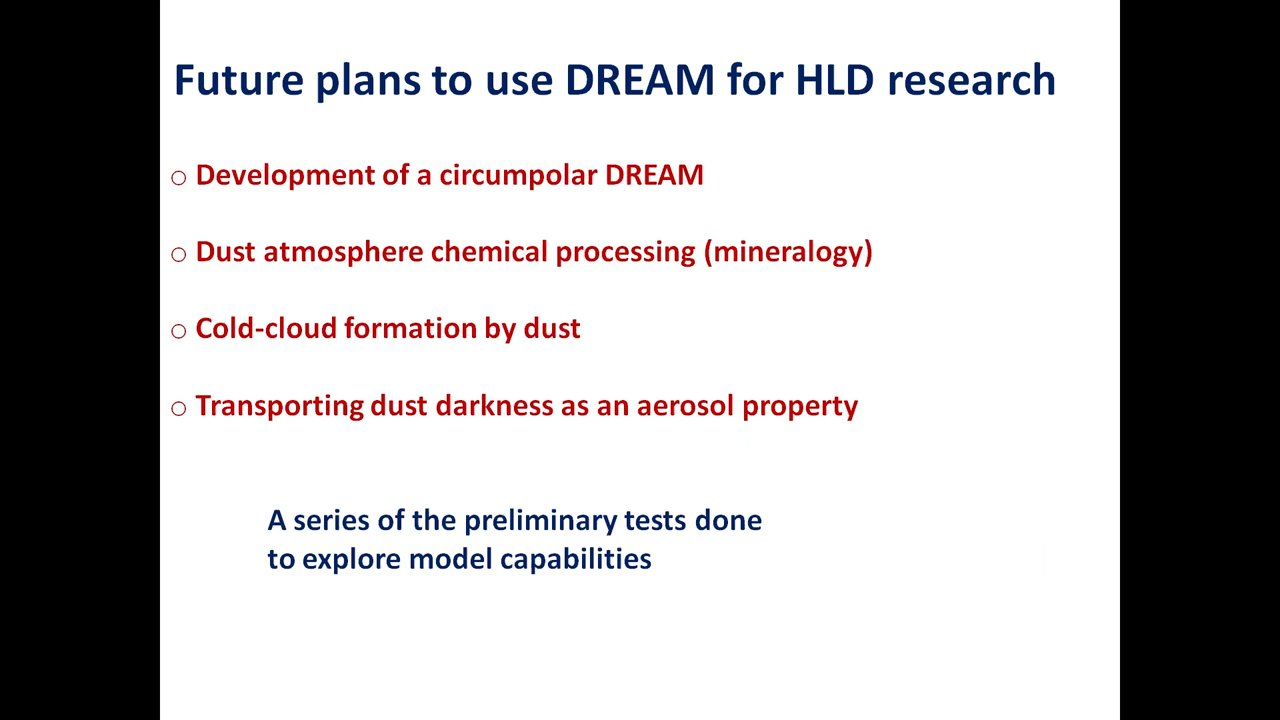 Future plans to use DREAM for HLD research
○ Development of a circumpolar DREAM
○ Dust atmosphere chemical processing (mineralogy)
○ Cold-cloud formation by dust
○ Transporting dust darkness as an aerosol property
A series of the preliminary tests done
to explore model capabilities